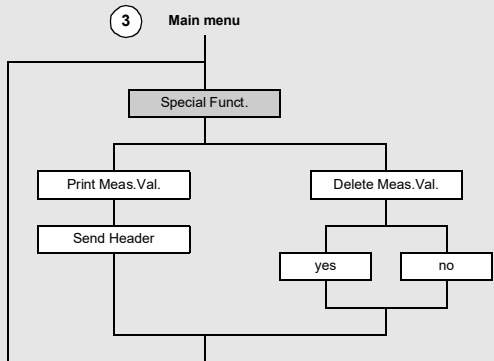 3 Main menu
Special Funct.
Print Meas.Val.
Delete Meas.Val.
Send Header
yes
no